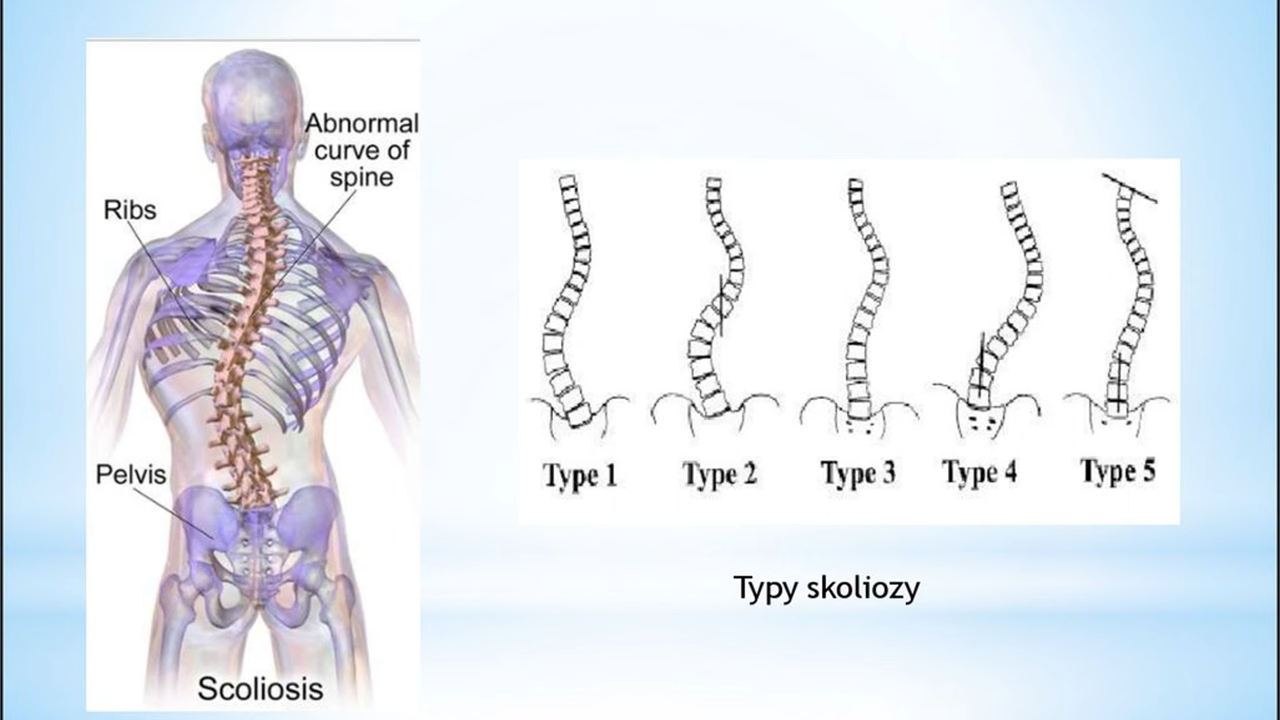 Abnormal
curve of
spine
Ribs
Pelvis
Scoliosis
Type 1
Type 2
Type 3
Type 4
Type 5
Typy skoliozy